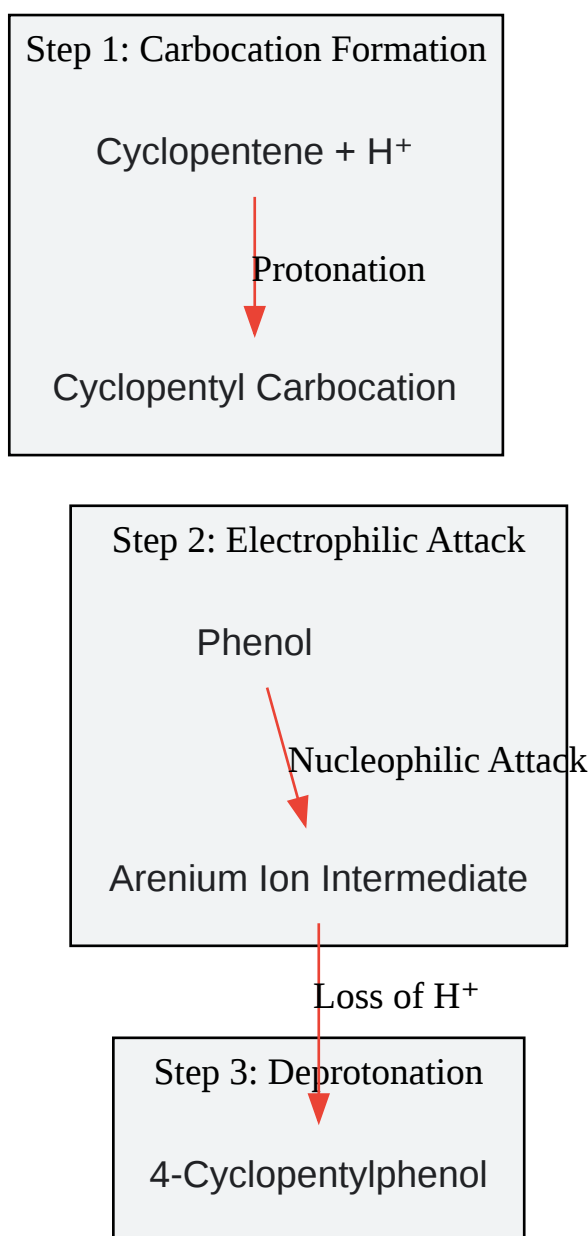 Step 1: Carbocation Formation
Cyclopentene + H⁺
Protonation
Cyclopentyl Carbocation
Step 2: Electrophilic Attack
Phenol
Nucleophilic Attack
Arenium Ion Intermediate
Loss of H⁺
Step 3: Deprotonation
4-Cyclopentylphenol